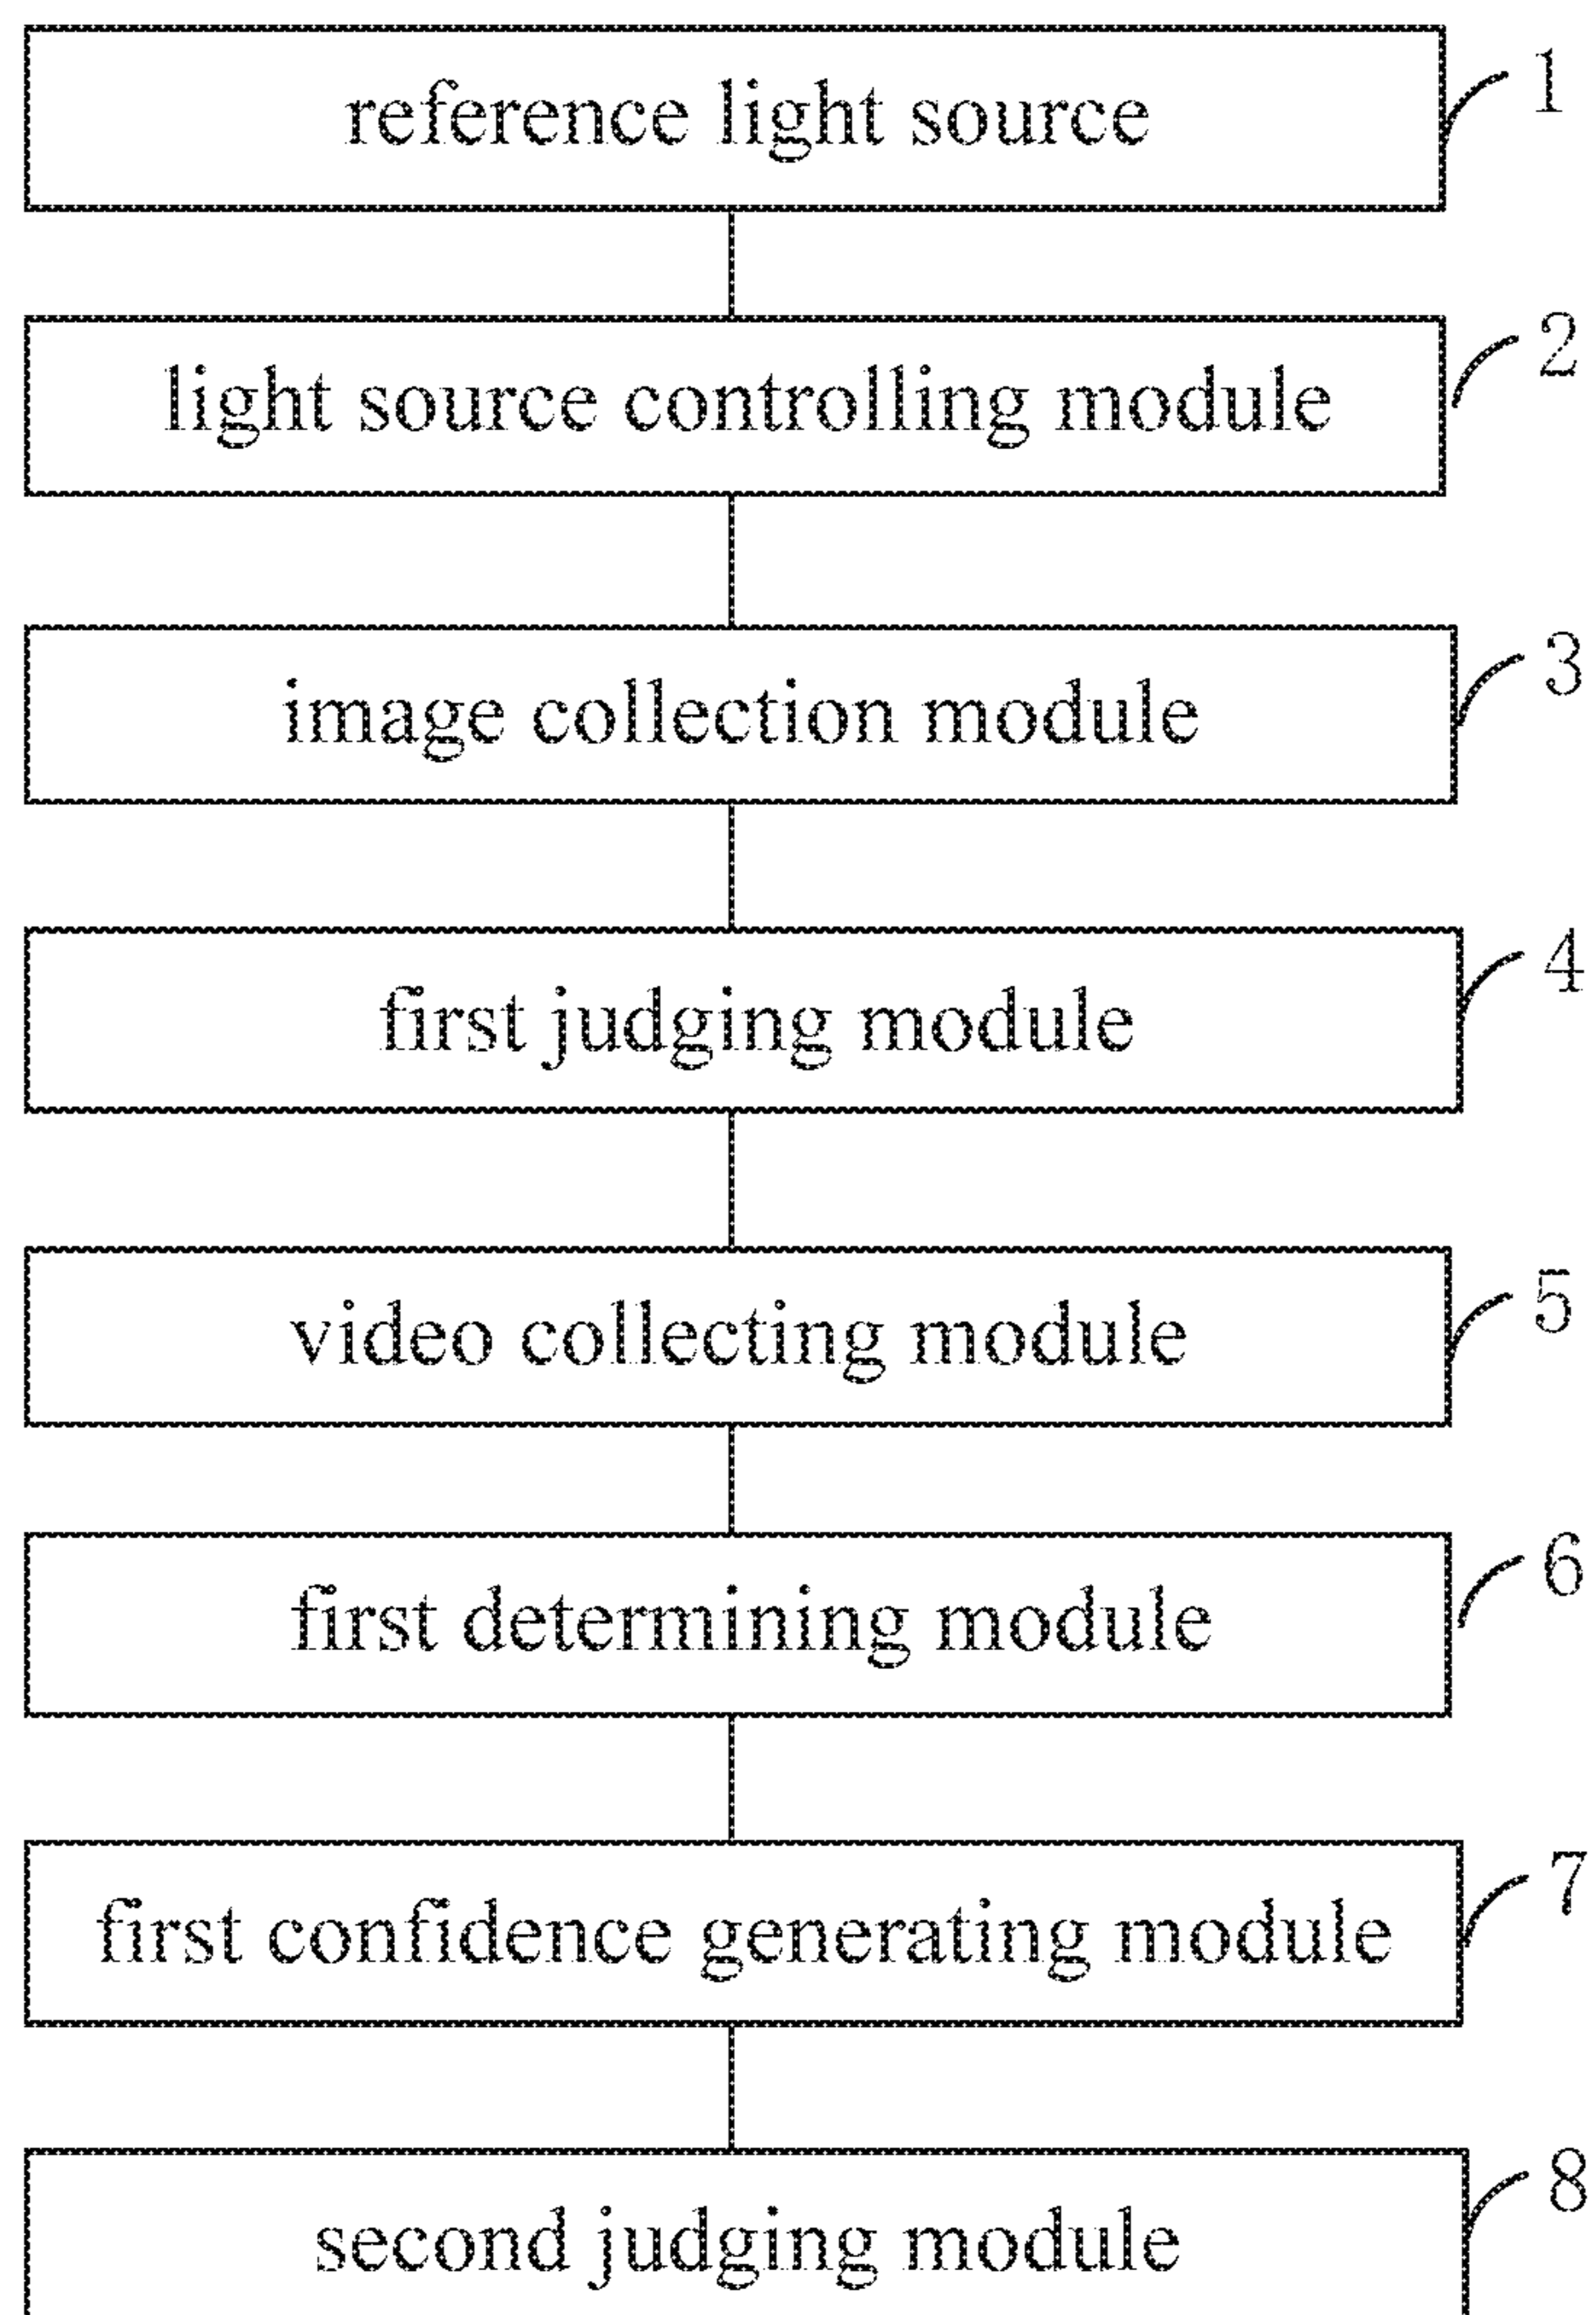 reference light source 1
light source controlling module 2
image collection module 3
first judging module 4
video collecting module 5
first determining module 6
first confidence generating module 7
second judging module 8